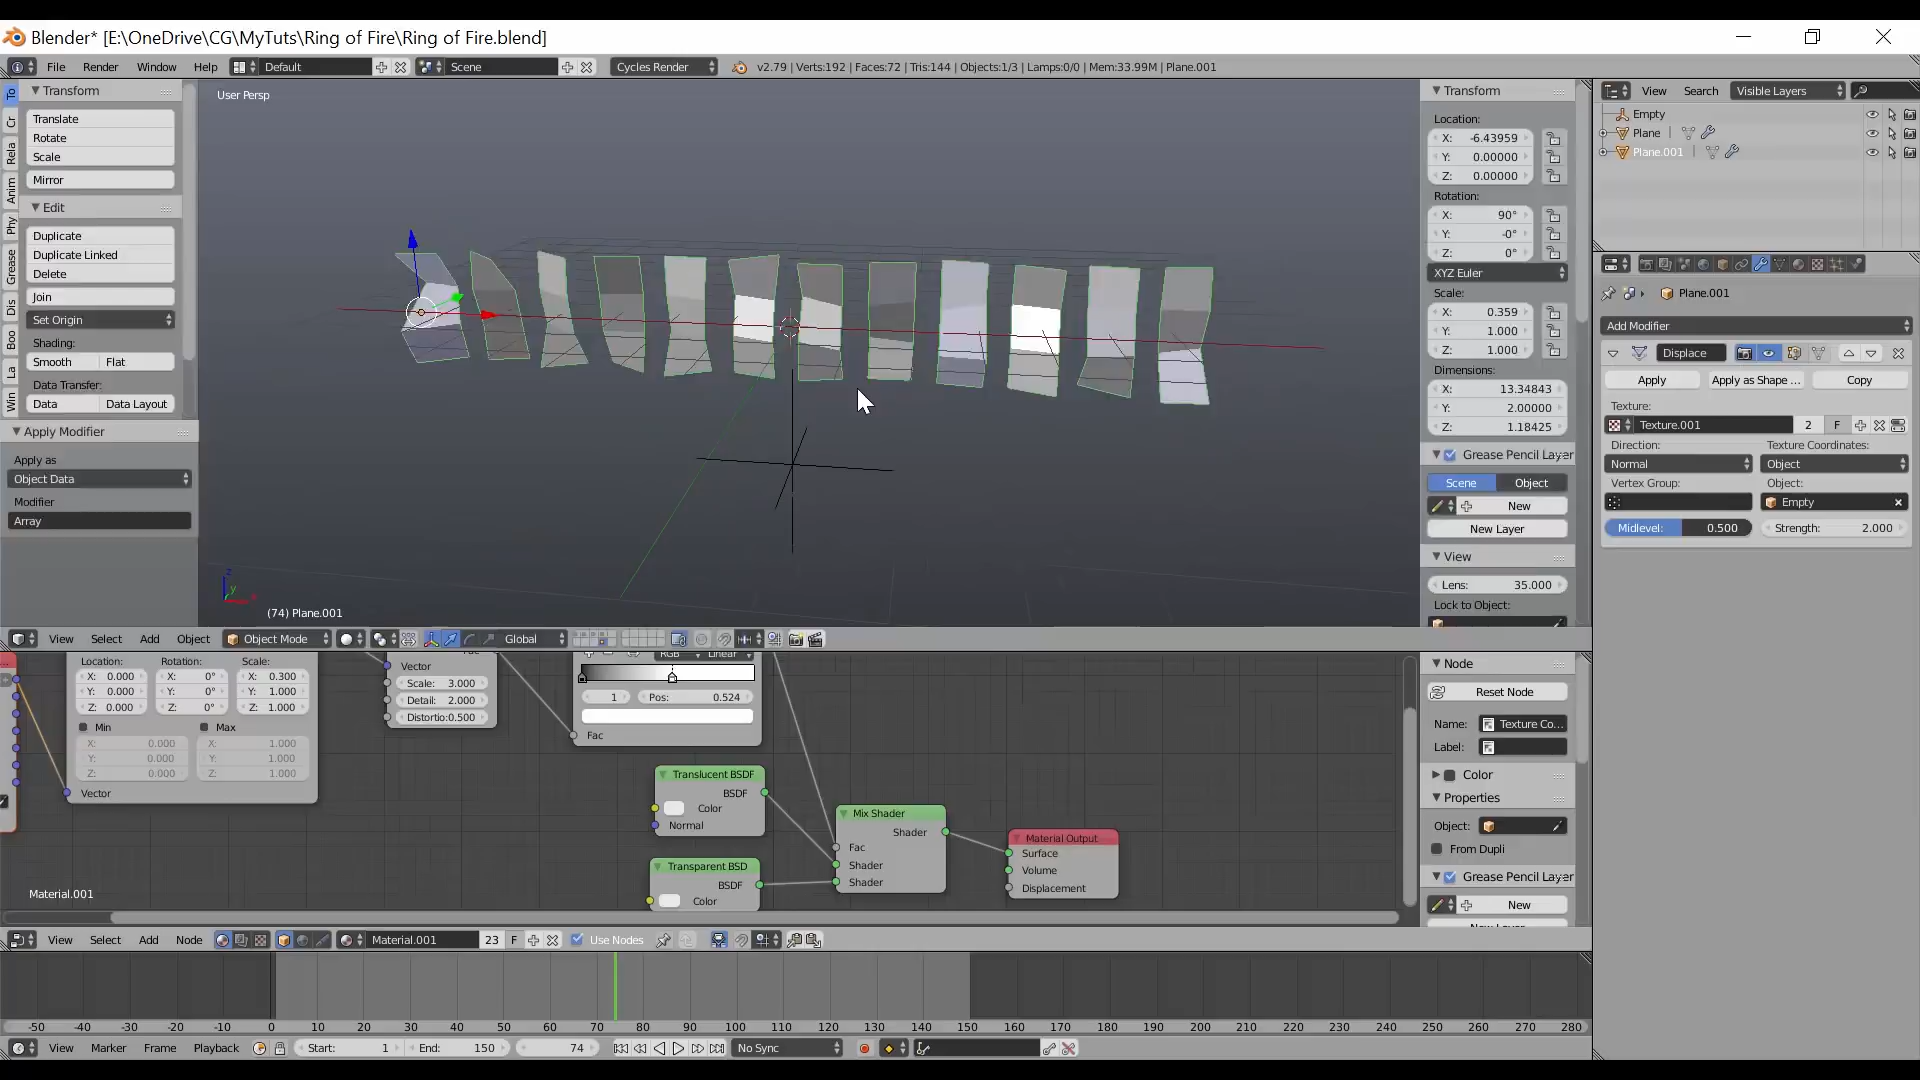 Blender* [E:\OneDrive\CG\MyTuts\Ring of Fire\Ring of Fire.blend]
File Render Window Help Default Scene Cycles Render v2.79 | Verts:192 | Faces:72 | Tris:144 | Objects:1/3 | Lamps:0/0 | Mem:33.99M | Plane.001
Transform
Translate
Rotate
Scale
Mirror
Edit
Duplicate
Duplicate Linked
Delete
Join
Set Origin
Shading:
Smooth Flat
Data Transfer:
Data Data Layout
To
Cr
Rela
Anim
Phy
Grease
Dis
Boo
La
Win
Apply Modifier
Apply as
Object Data
Modifier
Array
User Persp
z
y
x
(74) Plane.001
Transform
Location:
X: -6.43959
Y: 0.00000
Z: 0.00000
Rotation:
X: 90°
Y: -0°
Z: 0°
XYZ Euler
Scale:
X: 0.359
Y: 1.000
Z: 1.000
Dimensions:
X: 13.34843
Y: 2.00000
Z: 1.18425
Grease Pencil Layer
Scene Object
New
New Layer
View
Lens: 35.000
Lock to Object:
View Search Visible Layers
Empty
Plane
Plane.001
Plane.001
Add Modifier
Displace
Apply Apply as Shape ... Copy
Texture:
Texture.001 2 F
Direction: Texture Coordinates:
Normal Object
Vertex Group: Object:
Empty
Midlevel: 0.500 Strength: 2.000
View Select Add Object Object Mode Global
Location: Rotation: Scale:
X: 0.000 X: 0° X: 0.300
Y: 0.000 Y: 0° Y: 1.000
Z: 0.000 Z: 0° Z: 1.000
Min Max
X: 0.000 X: 1.000
Y: 0.000 Y: 1.000
Z: 0.000 Z: 1.000
Vector
Vector
Scale: 3.000
Detail: 2.000
Distortio:0.500
RGB Linear
1 Pos: 0.524
Fac
Translucent BSDF
BSDF
Color
Normal
Transparent BSD
BSDF
Color
Mix Shader
Shader
Fac
Shader
Shader
Material Output
Surface
Volume
Displacement
Material.001
Node
Reset Node
Name: Texture Co...
Label:
Color
Properties
Object:
From Dupli
Grease Pencil Layer
New
New Layer
View Select Add Node Material.001 23 F Use Nodes
-50 -40 -30 -20 -10 0 10 20 30 40 50 60 70 80 90 100 110 120 130 140 150 160 170 180 190 200 210 220 230 240 250 260 270 280
View Marker Frame Playback Start: 1 End: 150 74 No Sync